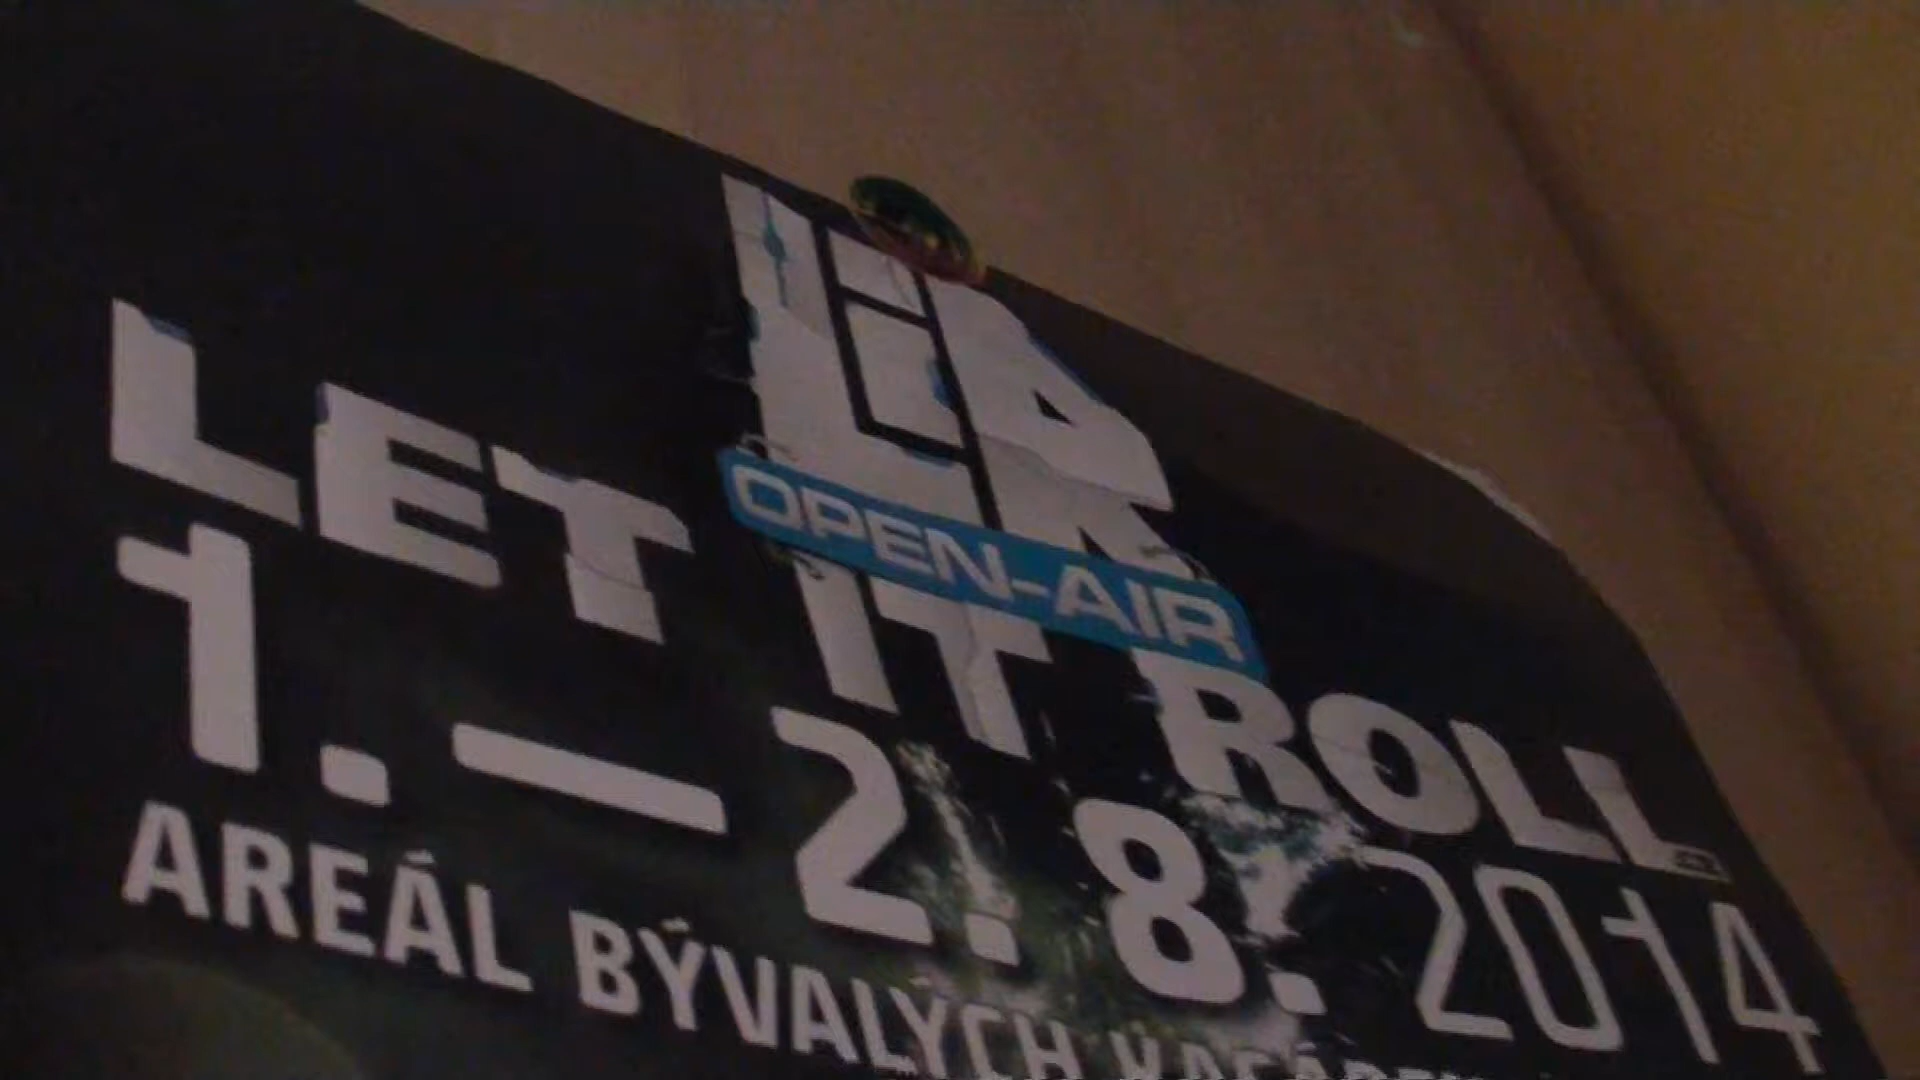 LIR
OPEN-AIR
LET IT ROLL
1. – 2. 8. 2014
AREÁL BÝVALÝCH